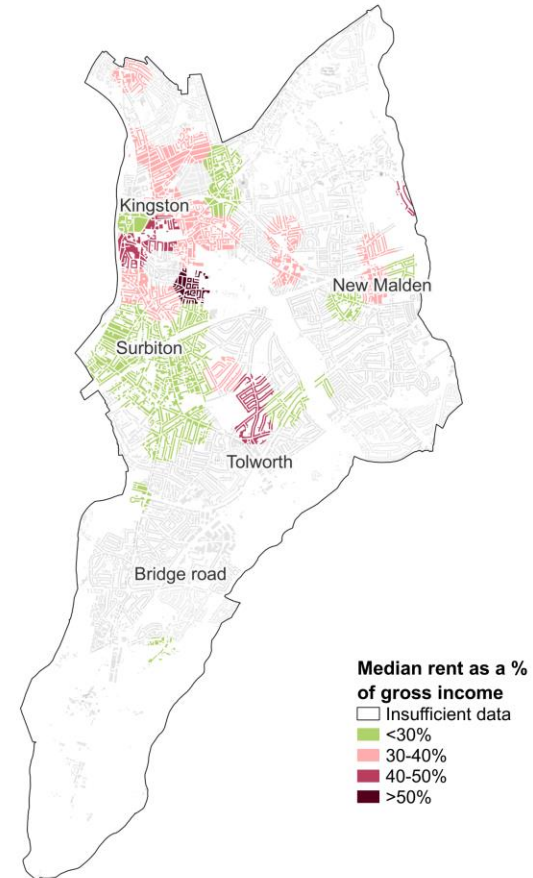 Kingston
New Malden
Surbiton
Tolworth
Bridge road
Median rent as a %
of gross income
Insufficient data
<30%
30-40%
40-50%
>50%